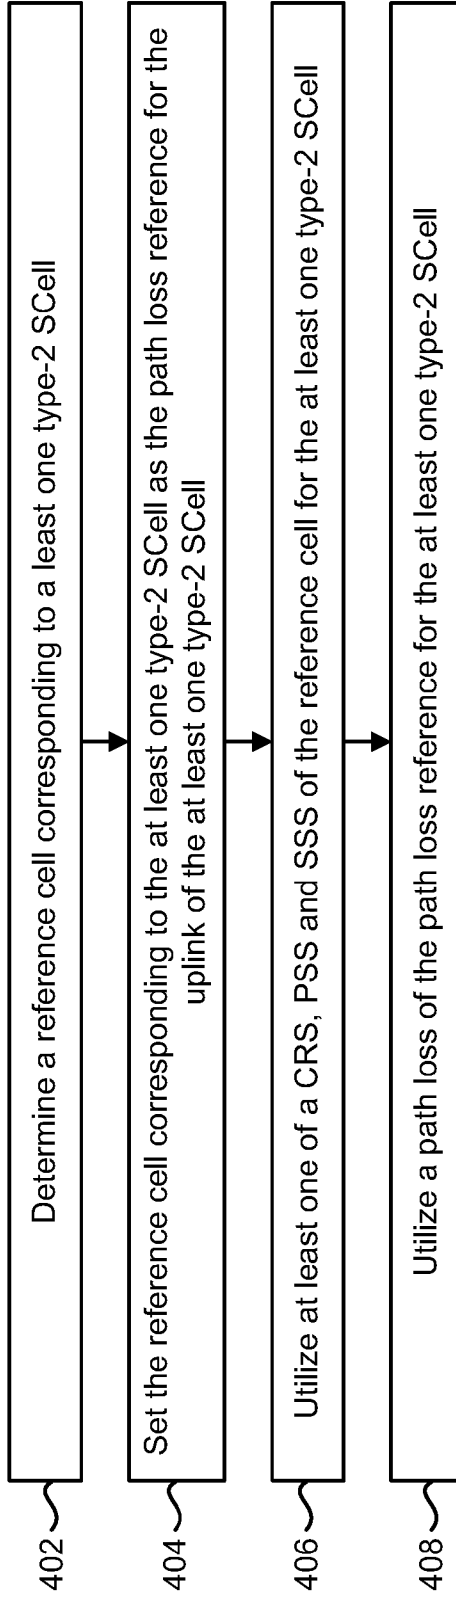 402
Determine a reference cell corresponding to a least one type-2 SCell
404
Set the reference cell corresponding to the at least one type-2 SCell as the path loss reference for the
uplink of the at least one type-2 SCell
406
Utilize at least one of a CRS, PSS and SSS of the reference cell for the at least one type-2 SCell
408
Utilize a path loss of the path loss reference for the at least one type-2 SCell